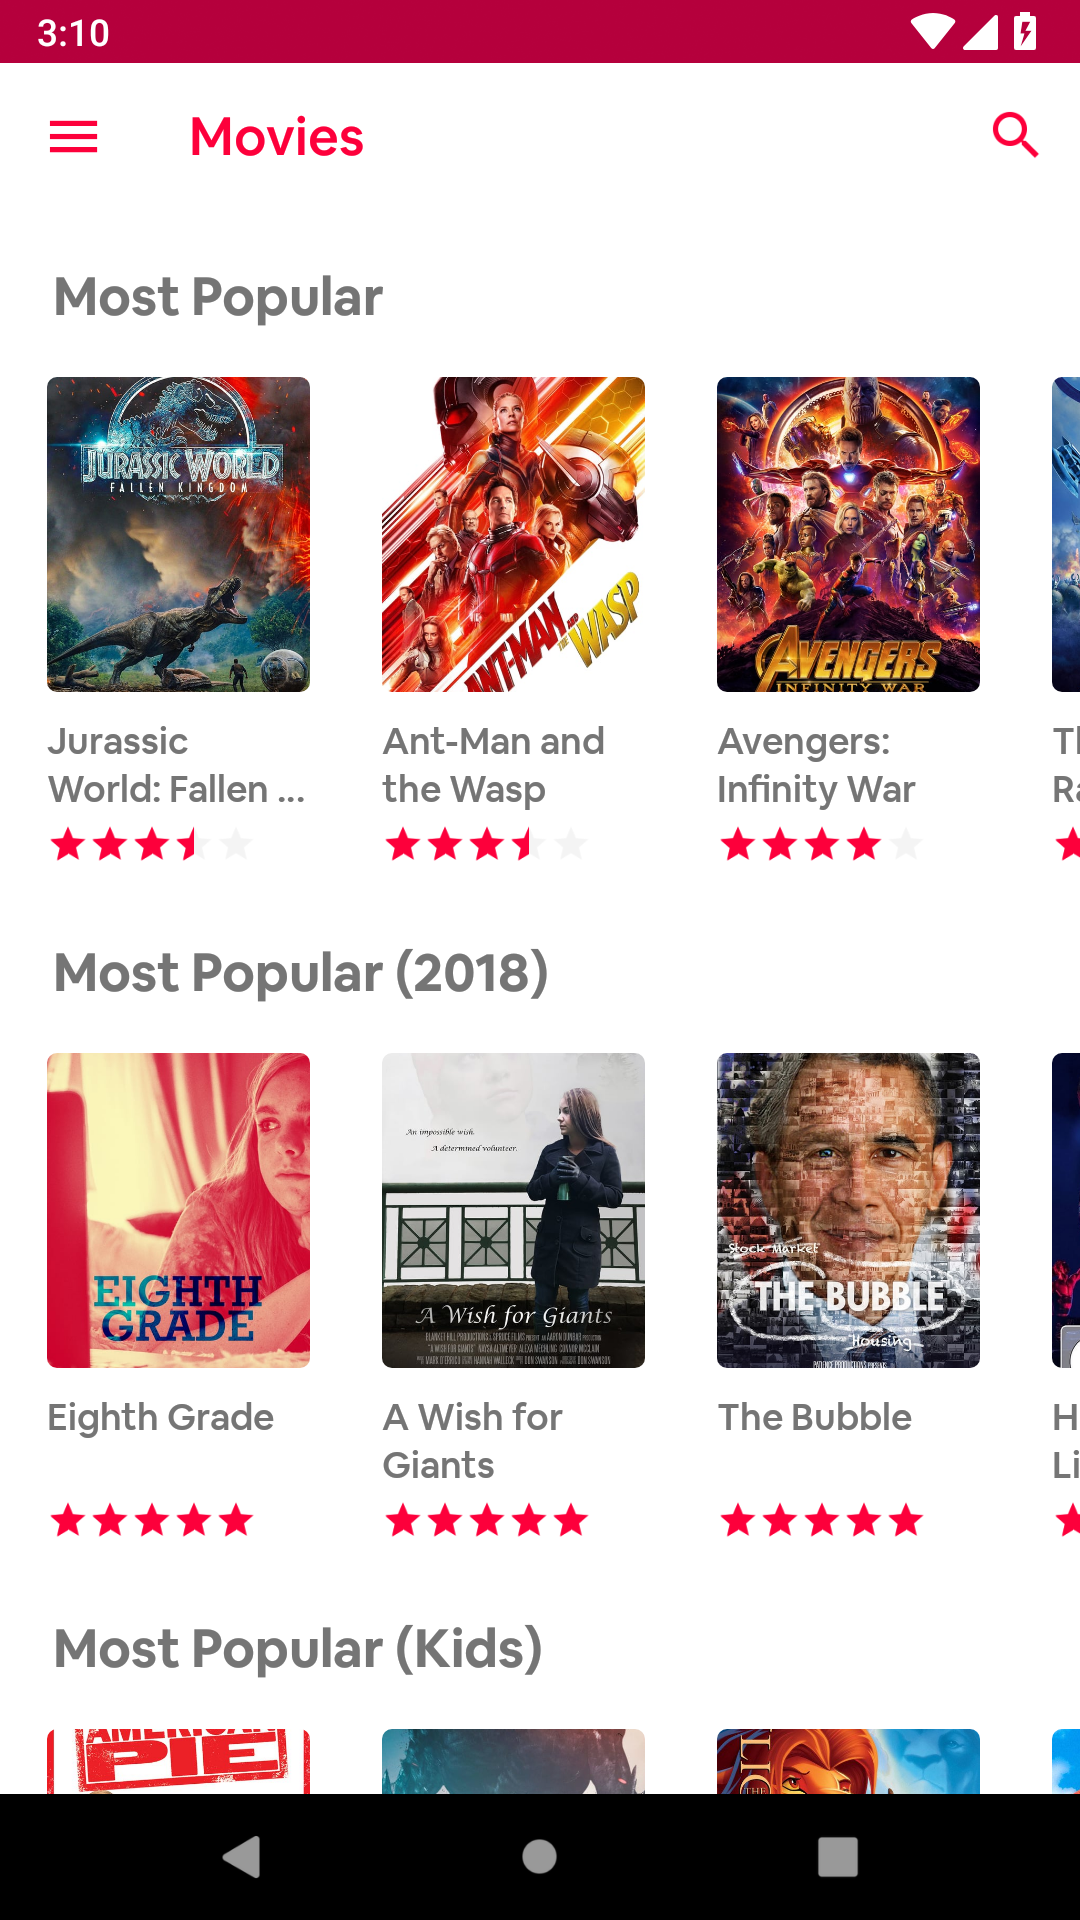 3:10
Movies
Most Popular
JURASSIC WORLD
FALLEN KINGDOM
ANT-MAN AND THE WASP
AVENGERS
INFINITY WAR
Jurassic
World: Fallen ...
Ant-Man and
the Wasp
Avengers:
Infinity War
Th
Ra
Most Popular (2018)
EIGHTH
GRADE
An impossible wish.
A determined volunteer.
A Wish for Giants
Stock Market
THE BUBBLE
Housing
Eighth Grade
A Wish for
Giants
The Bubble
H
Li
Most Popular (Kids)
AMERICAN
PIE
THE
LIO